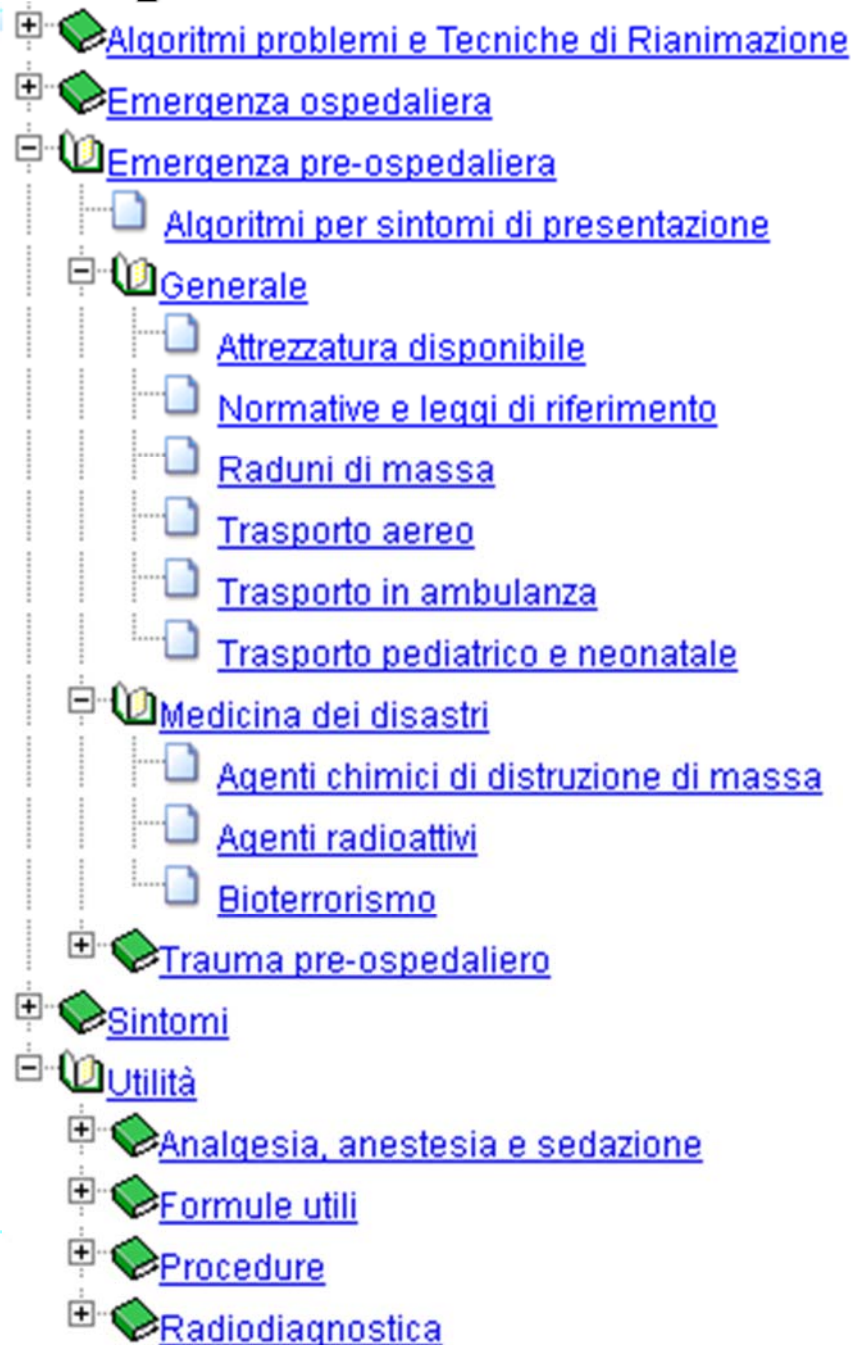 Algoritmi problemi e Tecniche di Rianimazione
Emergenza ospedaliera
Emergenza pre-ospedaliera
Algoritmi per sintomi di presentazione
Generale
Attrezzatura disponibile
Normative e leggi di riferimento
Raduni di massa
Trasporto aereo
Trasporto in ambulanza
Trasporto pediatrico e neonatale
Medicina dei disastri
Agenti chimici di distruzione di massa
Agenti radioattivi
Bioterrorismo
Trauma pre-ospedaliero
Sintomi
Utilità
Analgesia, anestesia e sedazione
Formule utili
Procedure
Radiodiagnostica